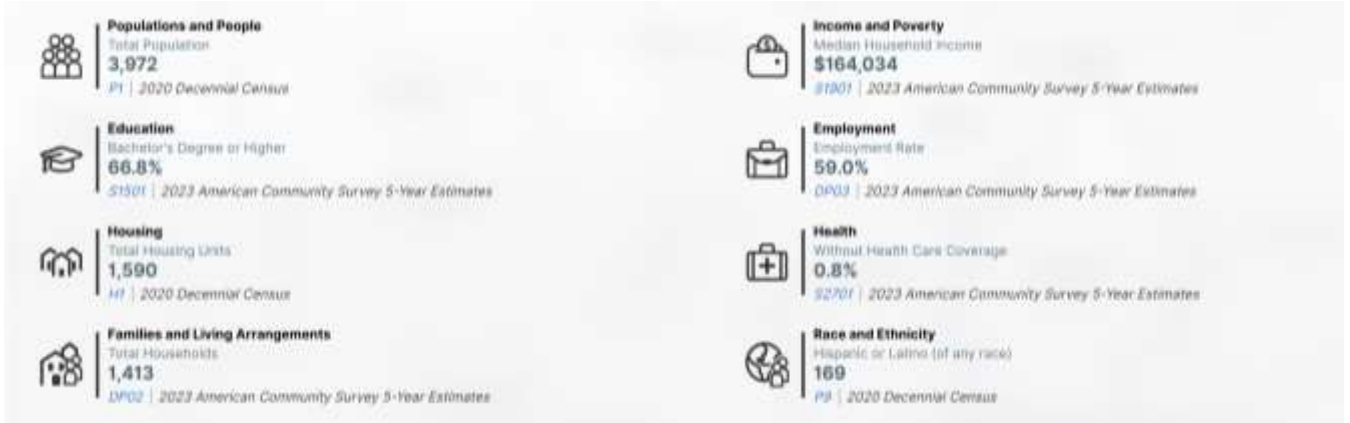 Populations and People
Total Population
3,972
P1 | 2020 Decennial Census
Education
Bachelor's Degree or Higher
66.8%
S1501 | 2023 American Community Survey 5-Year Estimates
Housing
Total Housing Units
1,590
H1 | 2020 Decennial Census
Families and Living Arrangements
Total Households
1,413
DP02 | 2023 American Community Survey 5-Year Estimates
Income and Poverty
Median Household Income
$164,034
S1901 | 2023 American Community Survey 5-Year Estimates
Employment
Employment Rate
59.0%
DP03 | 2023 American Community Survey 5-Year Estimates
Health
Without Health Care Coverage
0.8%
S2701 | 2023 American Community Survey 5-Year Estimates
Race and Ethnicity
Hispanic or Latino (of any race)
169
P9 | 2020 Decennial Census